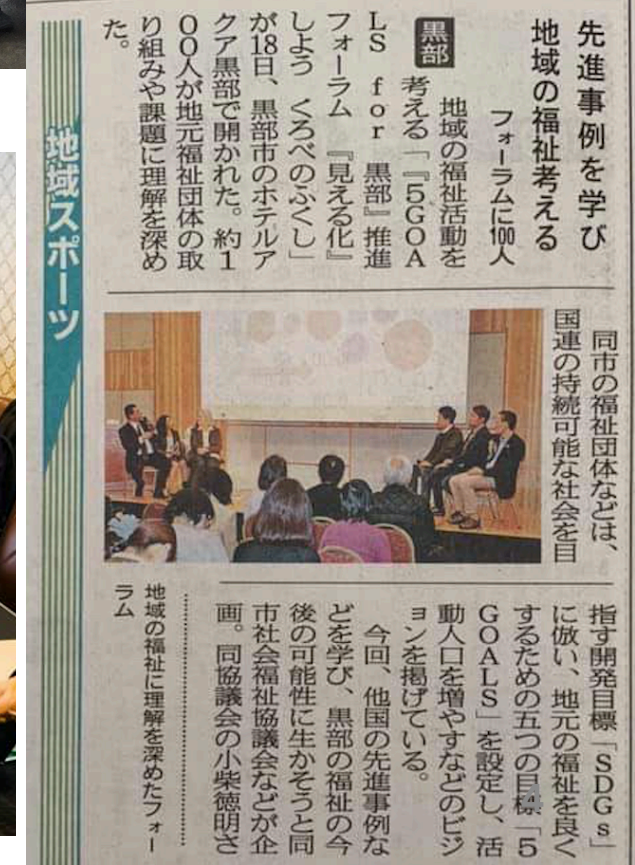 先進事例を学び
地域の福祉考える
フォーラムに100人
黒部
地域の福祉活動を
考える「『5GOA
LS for 黒部』推進
フォーラム 『見える化』
しよう くろべのふくし」
が18日、黒部市のホテルア
クア黒部で開かれた。約1
00人が地元福祉団体の取
り組みや課題に理解を深め
た。
同市の福祉団体などは、
国連の持続可能な社会を目
指す開発目標「SDGs」
に倣い、地元の福祉を良く
するための五つの目標「5
GOALS」を設定し、活
動人口を増やすなどのビジ
ョンを掲げている。
今回、他国の先進事例な
どを学び、黒部の福祉の今
後の可能性に生かそうと同
市社会福祉協議会などが企
画。同協議会の小柴徳明さ
地域の福祉に理解を深めたフォー
ラム
地域スポーツ
4